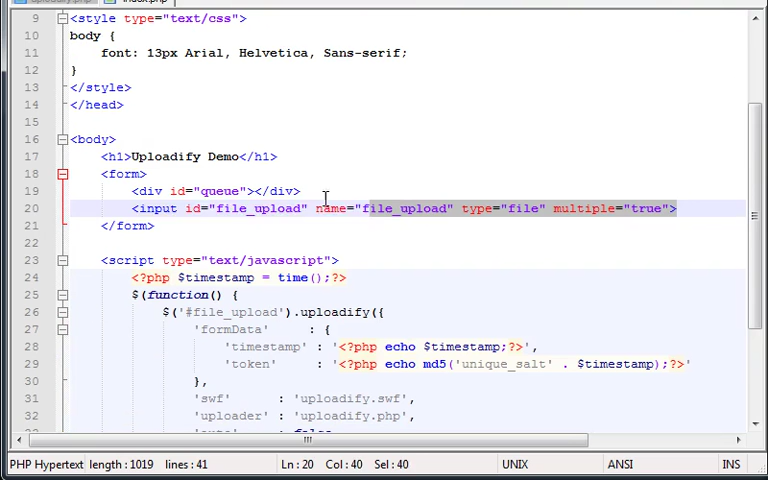 uploadify.php index.php
9 <style type="text/css">
10 body {
11 font: 13px Arial, Helvetica, Sans-serif;
12 }
13 </style>
14 </head>
15
16 <body>
17 <h1>Uploadify Demo</h1>
18 <form>
19 <div id="queue"></div>
20 <input id="file_upload" name="file_upload" type="file" multiple="true">
21 </form>
22
23 <script type="text/javascript">
24 <?php $timestamp = time();?>
25 $(function() {
26 $('#file_upload').uploadify({
27 'formData' : {
28 'timestamp' : '<?php echo $timestamp;?>',
29 'token' : '<?php echo md5('unique_salt' . $timestamp);?>'
30 },
31 'swf' : 'uploadify.swf',
32 'uploader' : 'uploadify.php',
PHP Hypertext length : 1019 lines : 41 Ln : 20 Col : 40 Sel : 40 UNIX ANSI INS